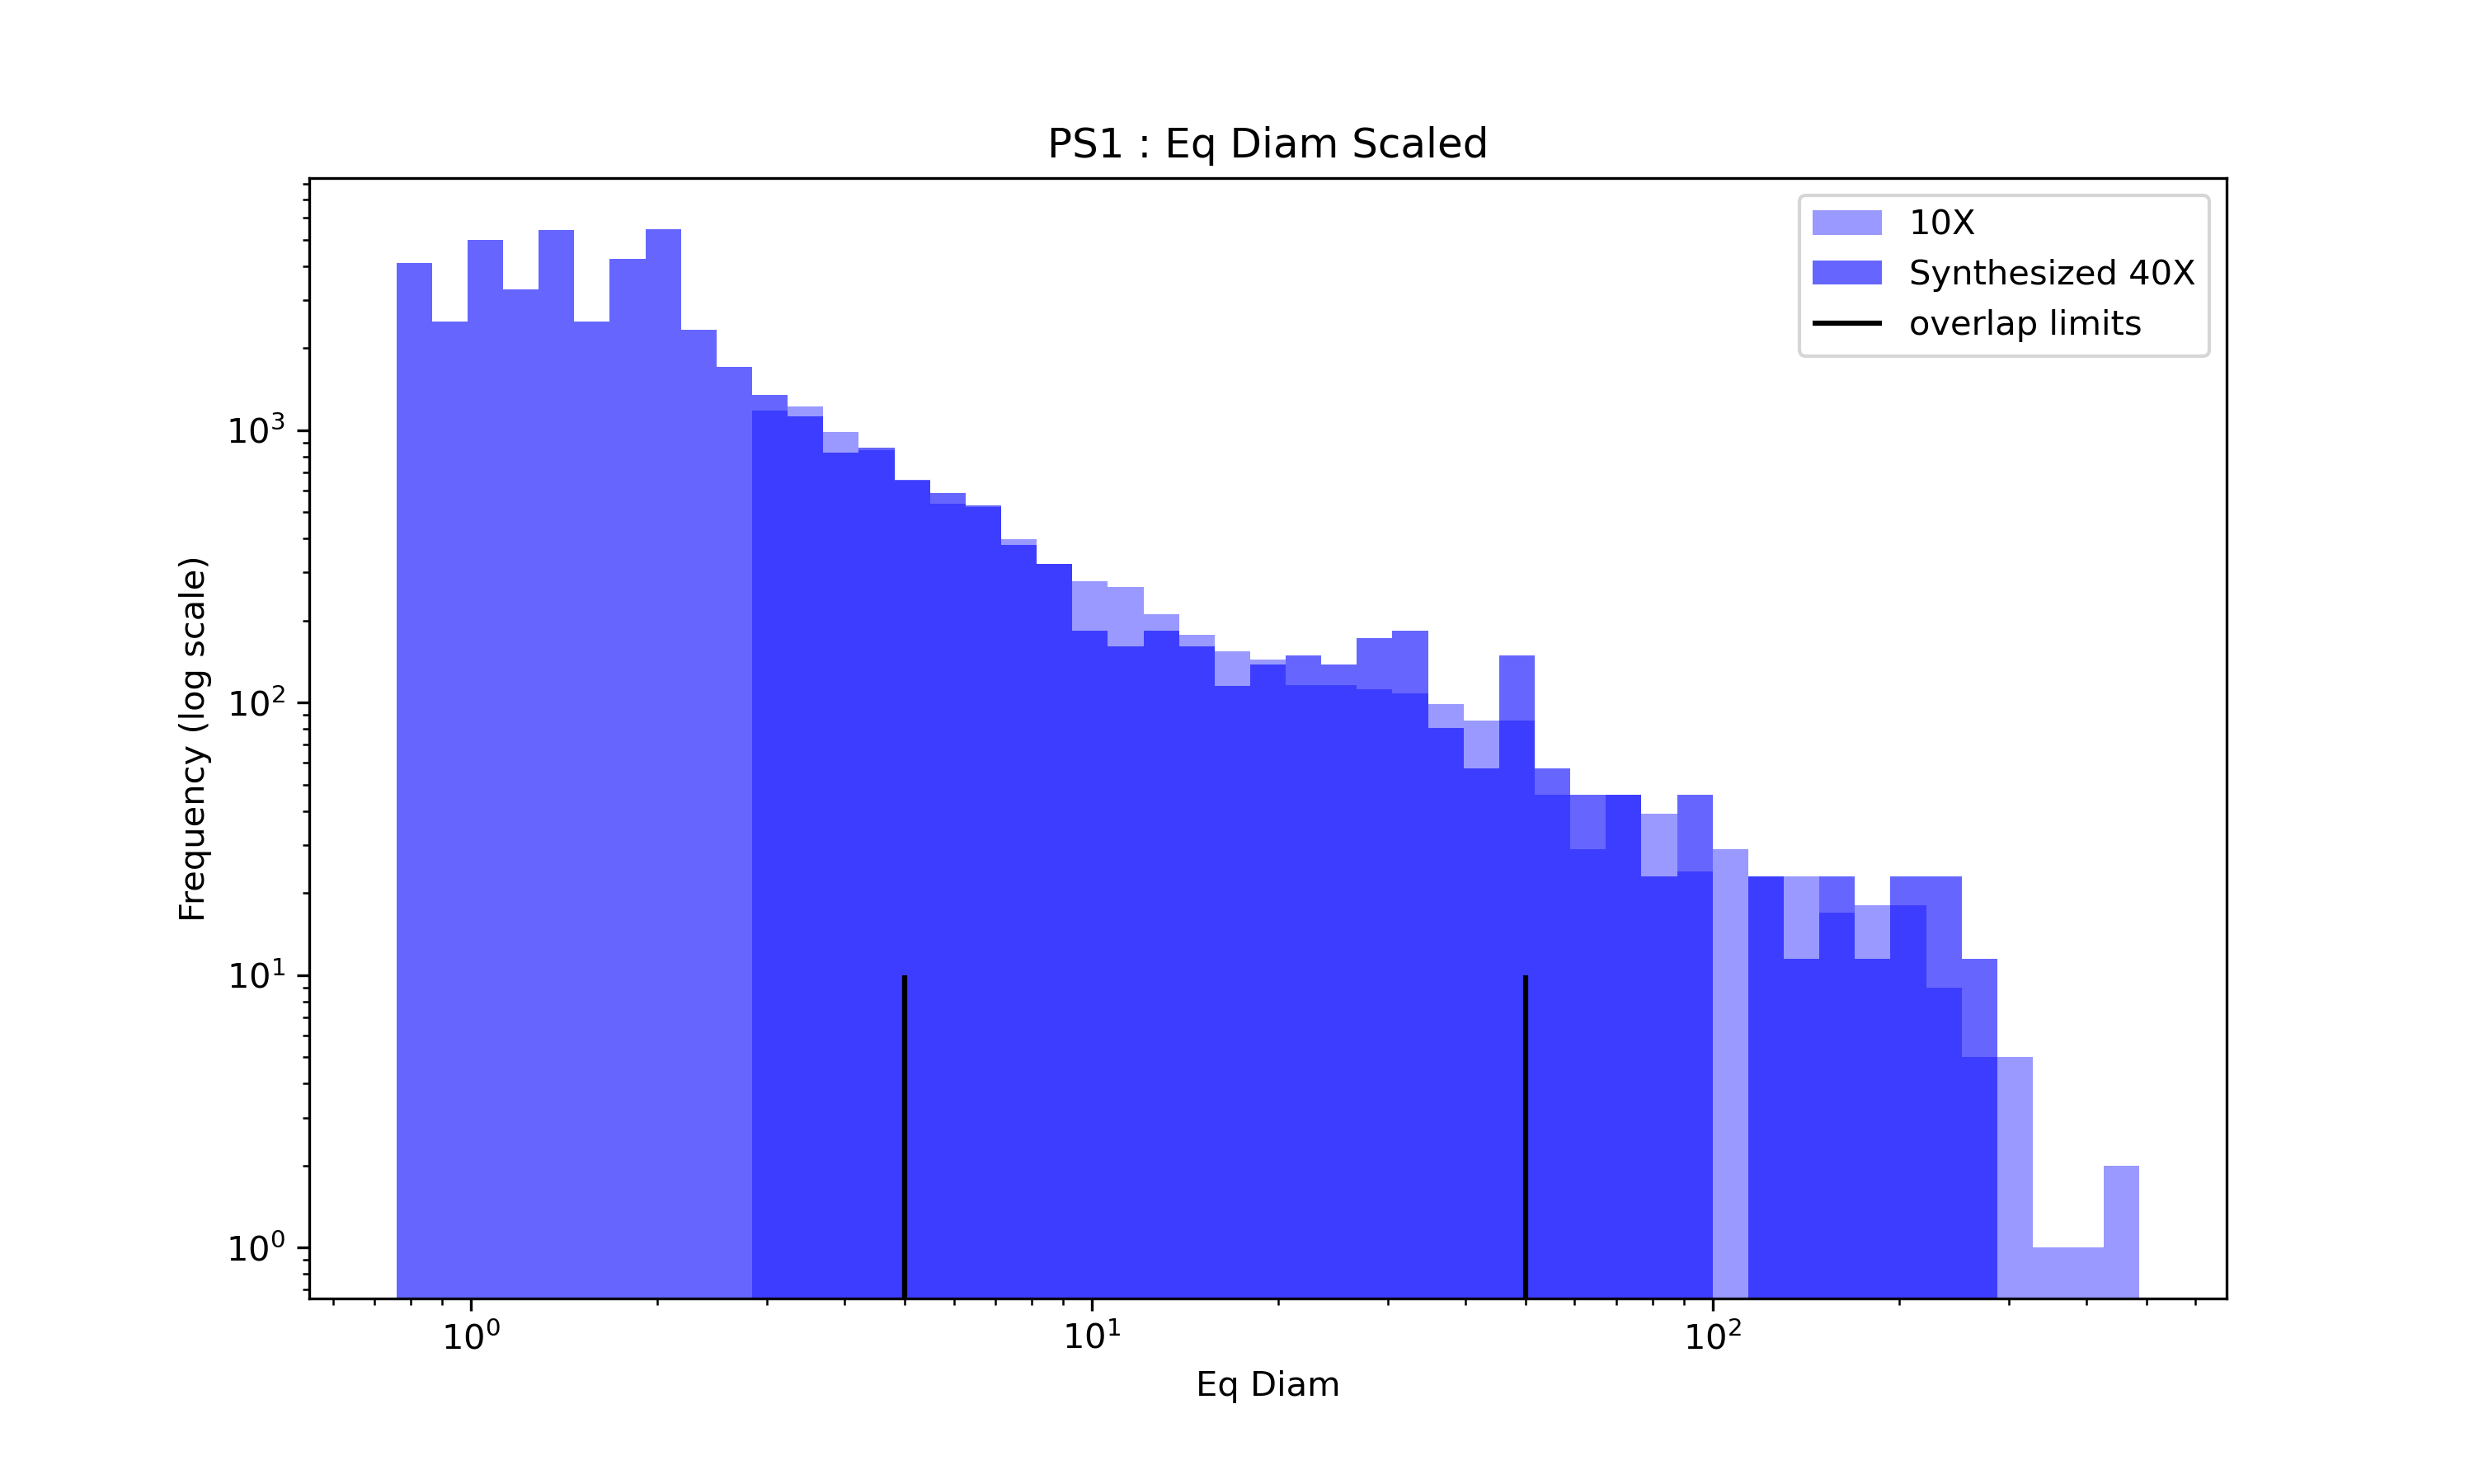 PS1 : Eq Diam Scaled
10X
Synthesized 40X
overlap limits
Frequency (log scale)
10³
10²
10¹
10⁰
10⁰
10¹
10²
Eq Diam